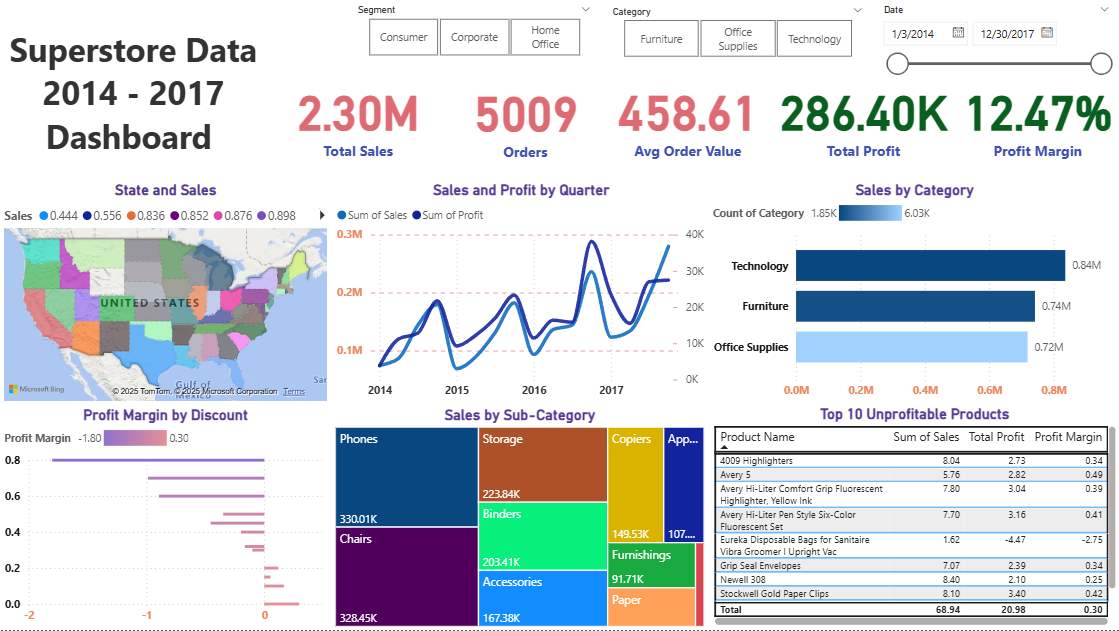 Superstore Data
2014 - 2017
Dashboard
Segment
Consumer
Corporate
Home
Office
Category
Furniture
Office
Supplies
Technology
Date
1/3/2014
12/30/2017
2.30M
Total Sales
5009
Orders
458.61
Avg Order Value
286.40K
Total Profit
12.47%
Profit Margin
State and Sales
Sales 0.444 0.556 0.836 0.852 0.876 0.898
UNITED STATES
Gulf of
Mexico
Sar
Microsoft Bing
© 2025 TomTom, © 2025 Microsoft Corporation Terms
Sales and Profit by Quarter
Sum of Sales Sum of Profit
0.3M
0.2M
0.1M
40K
30K
20K
10K
0K
2014 2015 2016 2017
Sales by Category
Count of Category 1.85K 6.03K
Technology 0.84M
Furniture 0.74M
Office Supplies 0.72M
0.0M 0.2M 0.4M 0.6M 0.8M
Profit Margin by Discount
Profit Margin -1.80 0.30
0.8
0.6
0.4
0.2
0.0
-2 -1 0
Sales by Sub-Category
Phones
330.01K
Chairs
328.45K
Storage
223.84K
Binders
203.41K
Accessories
167.38K
Copiers
149.53K
App...
107....
Furnishings
91.71K
Paper
Top 10 Unprofitable Products
Product Name Sum of Sales Total Profit Profit Margin
4009 Highlighters 8.04 2.73 0.34
Avery 5 5.76 2.82 0.49
Avery Hi-Liter Comfort Grip Fluorescent 7.80 3.04 0.39
Highlighter, Yellow Ink
Avery Hi-Liter Pen Style Six-Color 7.70 3.16 0.41
Fluorescent Set
Eureka Disposable Bags for Sanitaire 1.62 -4.47 -2.75
Vibra Groomer I Upright Vac
Grip Seal Envelopes 7.07 2.39 0.34
Newell 308 8.40 2.10 0.25
Stockwell Gold Paper Clips 8.10 3.40 0.42
Total 68.94 20.98 0.30